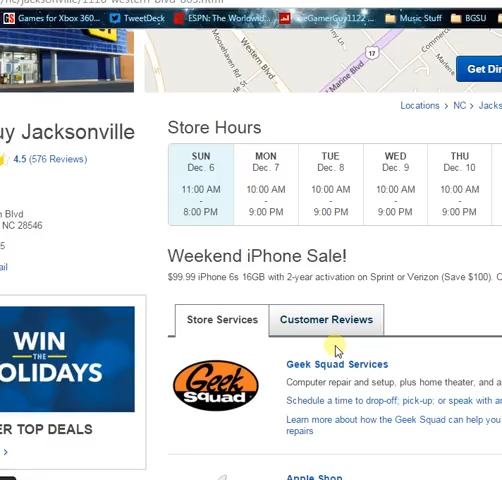 Games for Xbox 360...
TweetDeck
ESPN: The Worldwid...
TheGamerGuy1122 ...
Music Stuff
BGSU
Western Blvd
17
Marine Blvd
Get Dir
Locations > NC > Jacks
uy Jacksonville
4.5 (576 Reviews)
n Blvd
NC 28546
5
ail
Store Hours
SUN
Dec. 6
11:00 AM
-
8:00 PM
MON
Dec. 7
10:00 AM
-
9:00 PM
TUE
Dec. 8
10:00 AM
-
9:00 PM
WED
Dec. 9
10:00 AM
-
9:00 PM
THU
Dec. 10
10:00 AM
-
9:00 PM
Weekend iPhone Sale!
$99.99 iPhone 6s 16GB with 2-year activation on Sprint or Verizon (Save $100). O
Store Services
Customer Reviews
Geek Squad
Geek Squad Services
Computer repair and setup, plus home theater, and a
Schedule a time to drop-off; pick-up; or speak with an
Learn more about how the Geek Squad can help you
repairs
Apple Shop
WIN
THE
OLIDAYS
ER TOP DEALS